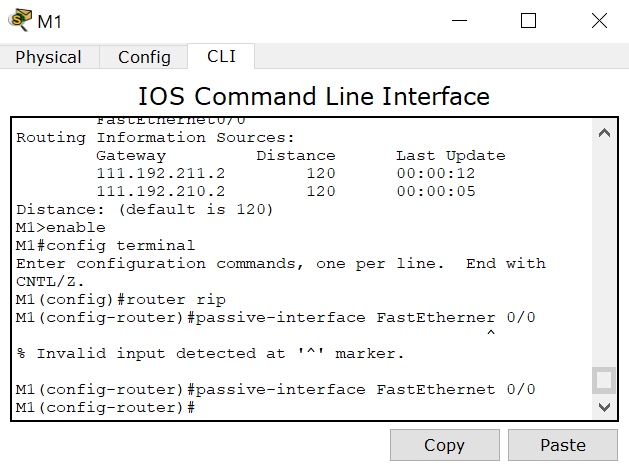 M1
Physical Config CLI
IOS Command Line Interface
FastEthernet0/0
Routing Information Sources:
Gateway Distance Last Update
111.192.211.2 120 00:00:12
111.192.210.2 120 00:00:05
Distance: (default is 120)
M1>enable
M1#config terminal
Enter configuration commands, one per line.  End with
CNTL/Z.
M1(config)#router rip
M1(config-router)#passive-interface FastEtherner 0/0
^
% Invalid input detected at '^' marker.
M1(config-router)#passive-interface FastEthernet 0/0
M1(config-router)#
Copy Paste